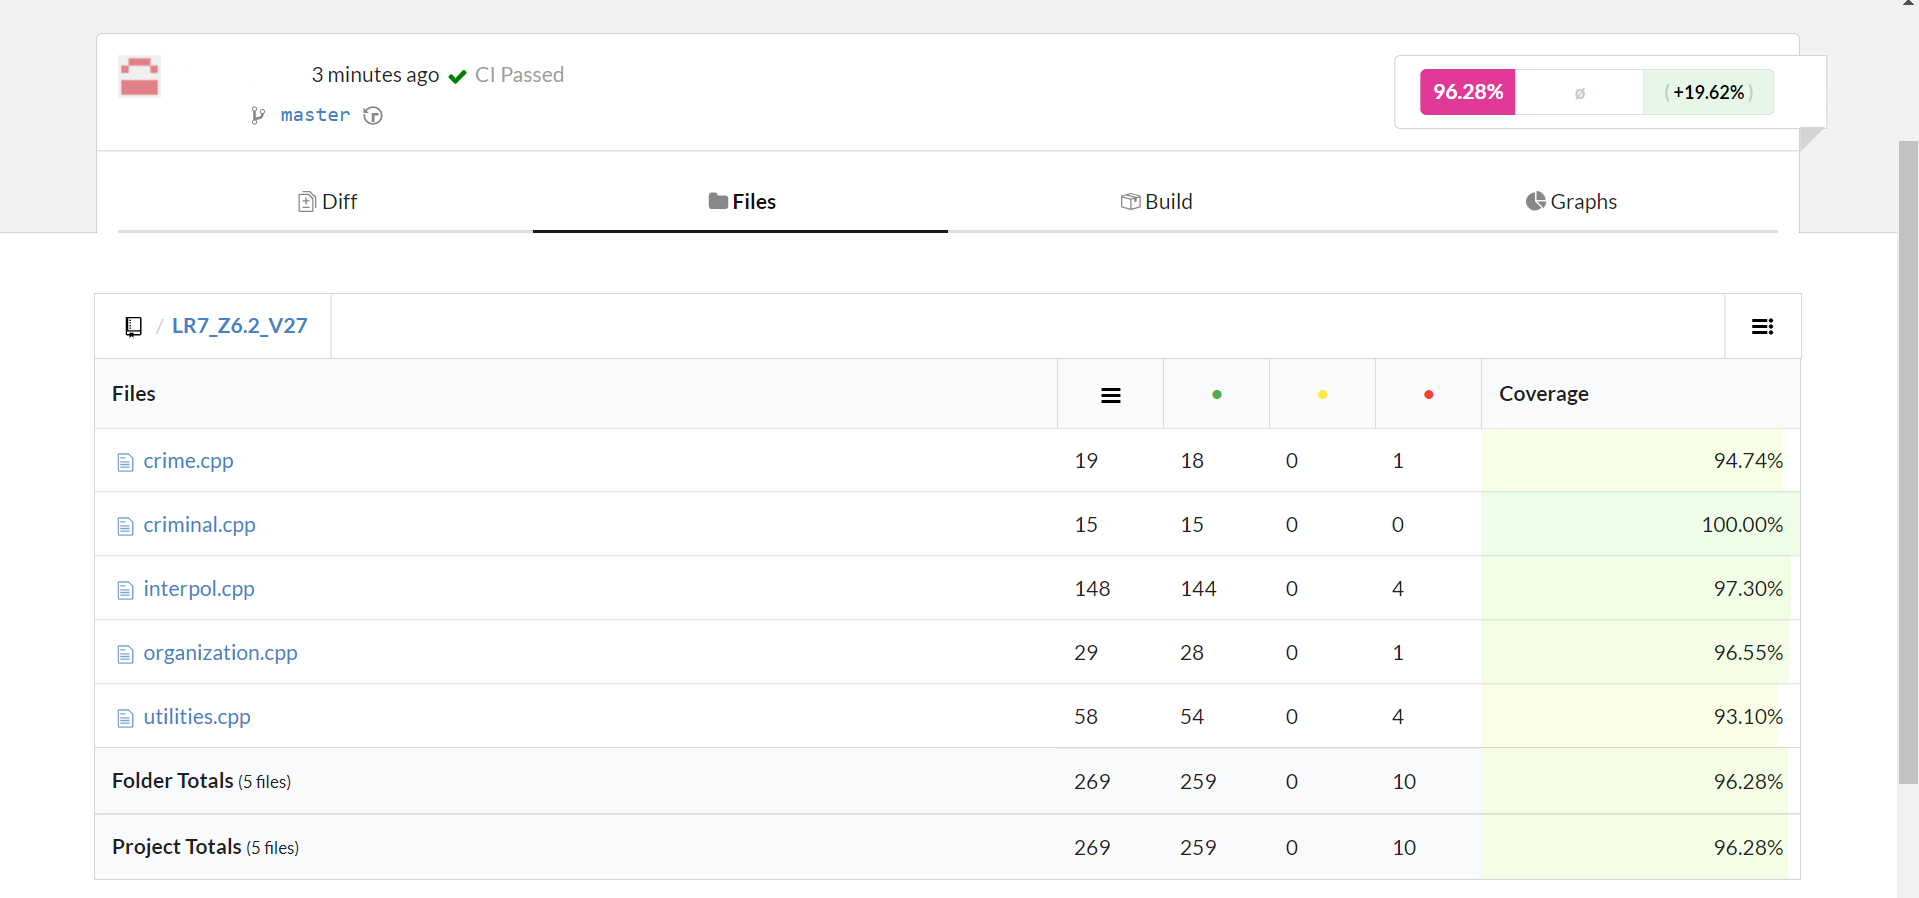 3 minutes ago CI Passed
master
96.28% ø (+19.62%)
Diff Files Build Graphs
/ LR7_Z6.2_V27
Files Coverage
crime.cpp 19 18 0 1 94.74%
criminal.cpp 15 15 0 0 100.00%
interpol.cpp 148 144 0 4 97.30%
organization.cpp 29 28 0 1 96.55%
utilities.cpp 58 54 0 4 93.10%
Folder Totals (5 files) 269 259 0 10 96.28%
Project Totals (5 files) 269 259 0 10 96.28%